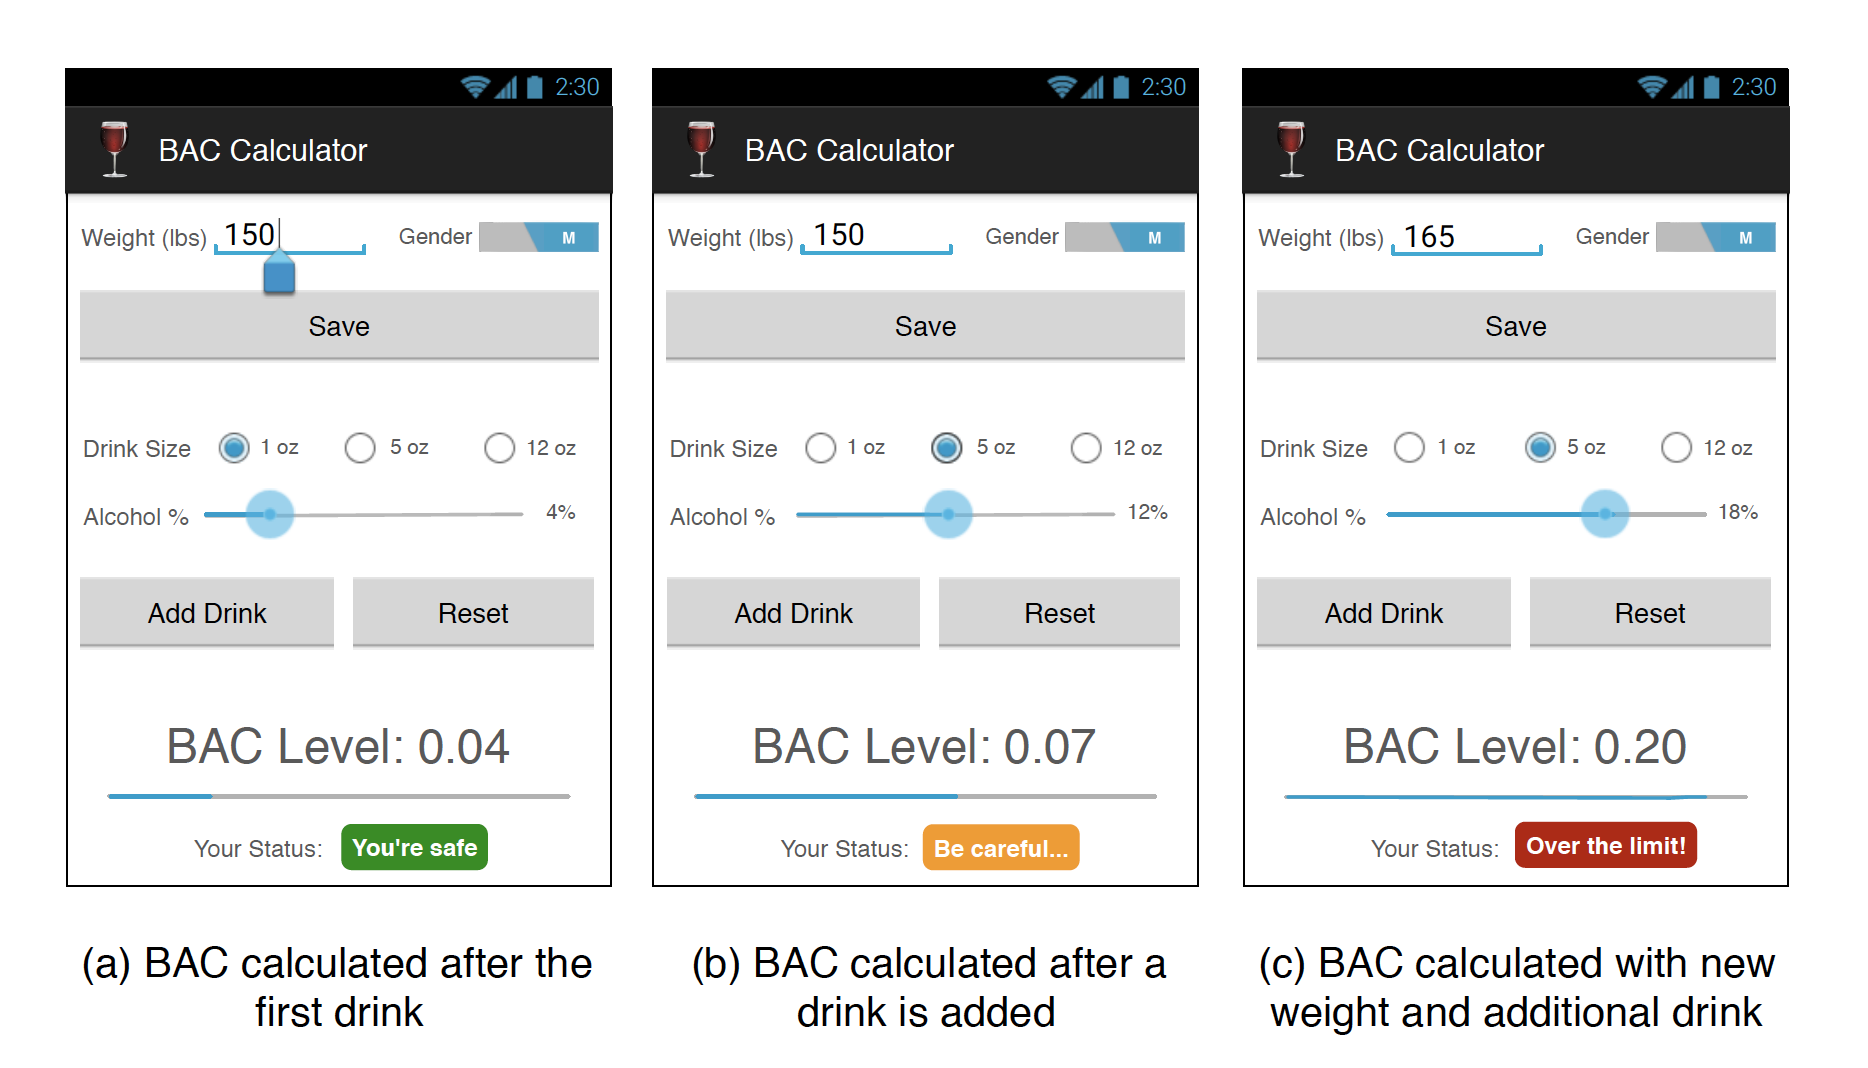 2:30
BAC Calculator
Weight (lbs) 150 Gender M
Save
Drink Size 1 oz 5 oz 12 oz
Alcohol % 4%
Add Drink Reset
BAC Level: 0.04
Your Status: You're safe
(a) BAC calculated after the
first drink
2:30
BAC Calculator
Weight (lbs) 150 Gender M
Save
Drink Size 1 oz 5 oz 12 oz
Alcohol % 12%
Add Drink Reset
BAC Level: 0.07
Your Status: Be careful...
(b) BAC calculated after a
drink is added
2:30
BAC Calculator
Weight (lbs) 165 Gender M
Save
Drink Size 1 oz 5 oz 12 oz
Alcohol % 18%
Add Drink Reset
BAC Level: 0.20
Your Status: Over the limit!
(c) BAC calculated with new
weight and additional drink